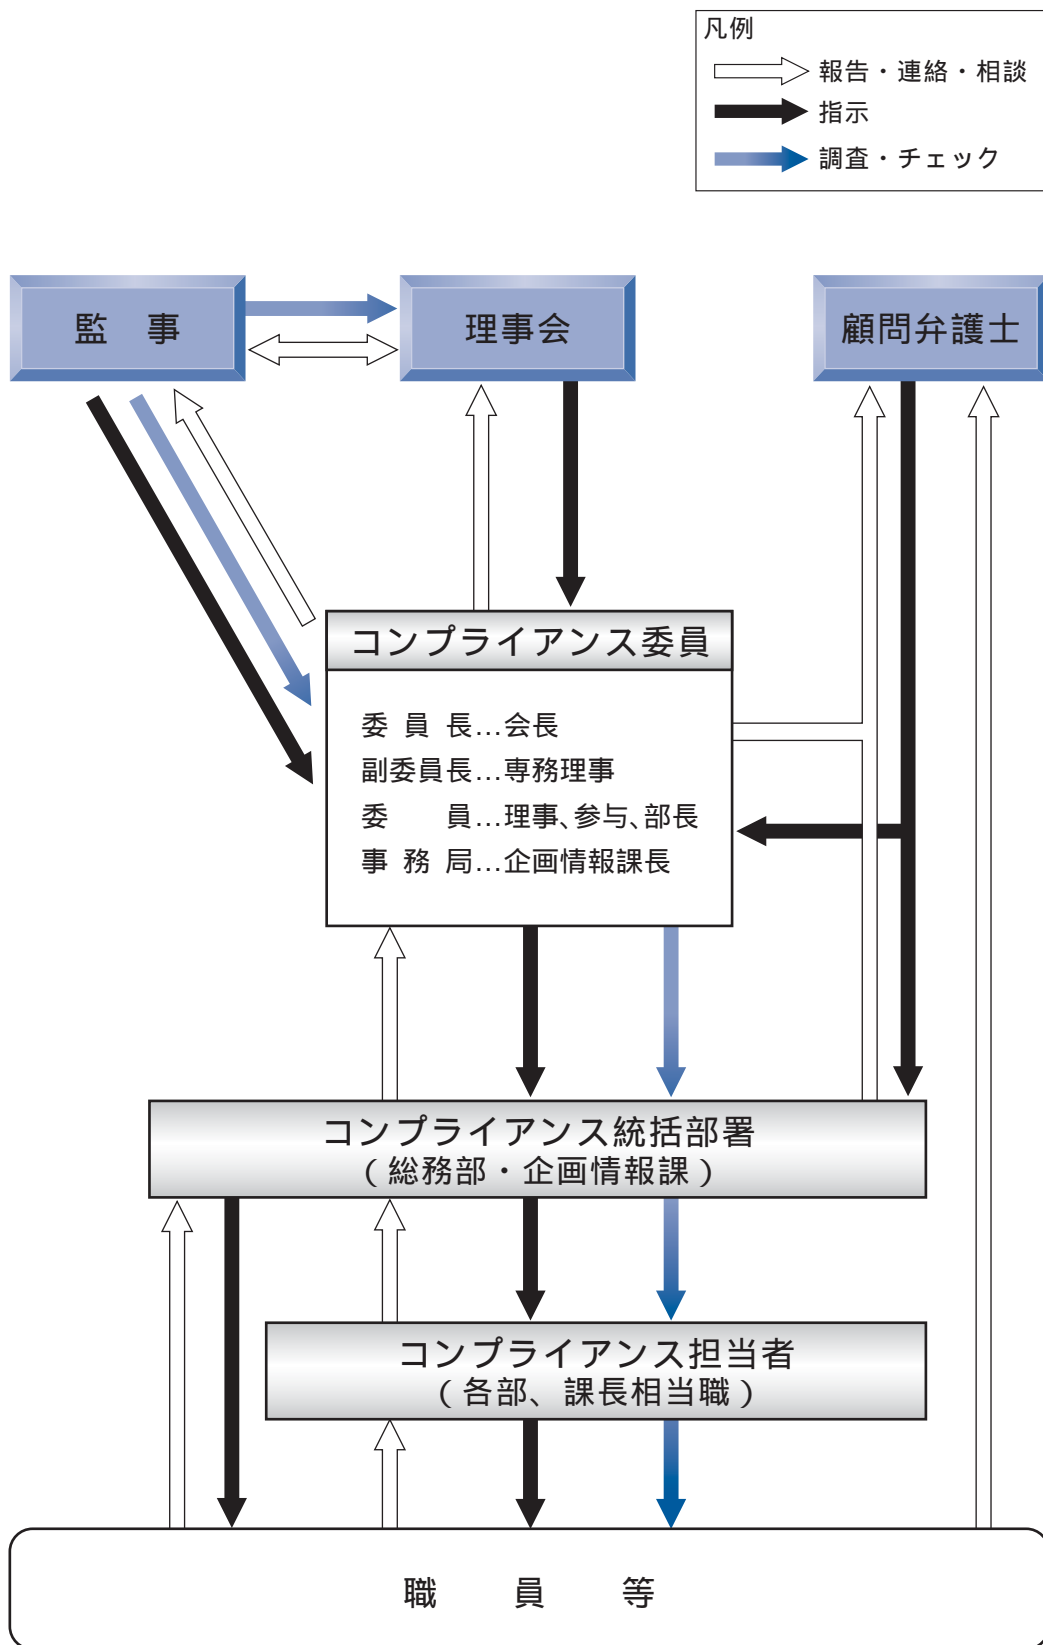 凡例
報告・連絡・相談
指示
調査・チェック
監　事
理事会
顧問弁護士
コンプライアンス委員
委 員 長…会長
副委員長…専務理事
委　　員…理事、参与、部長
事 務 局…企画情報課長
コンプライアンス統括部署
（総務部・企画情報課）
コンプライアンス担当者
（各部、課長相当職）
職　員　等